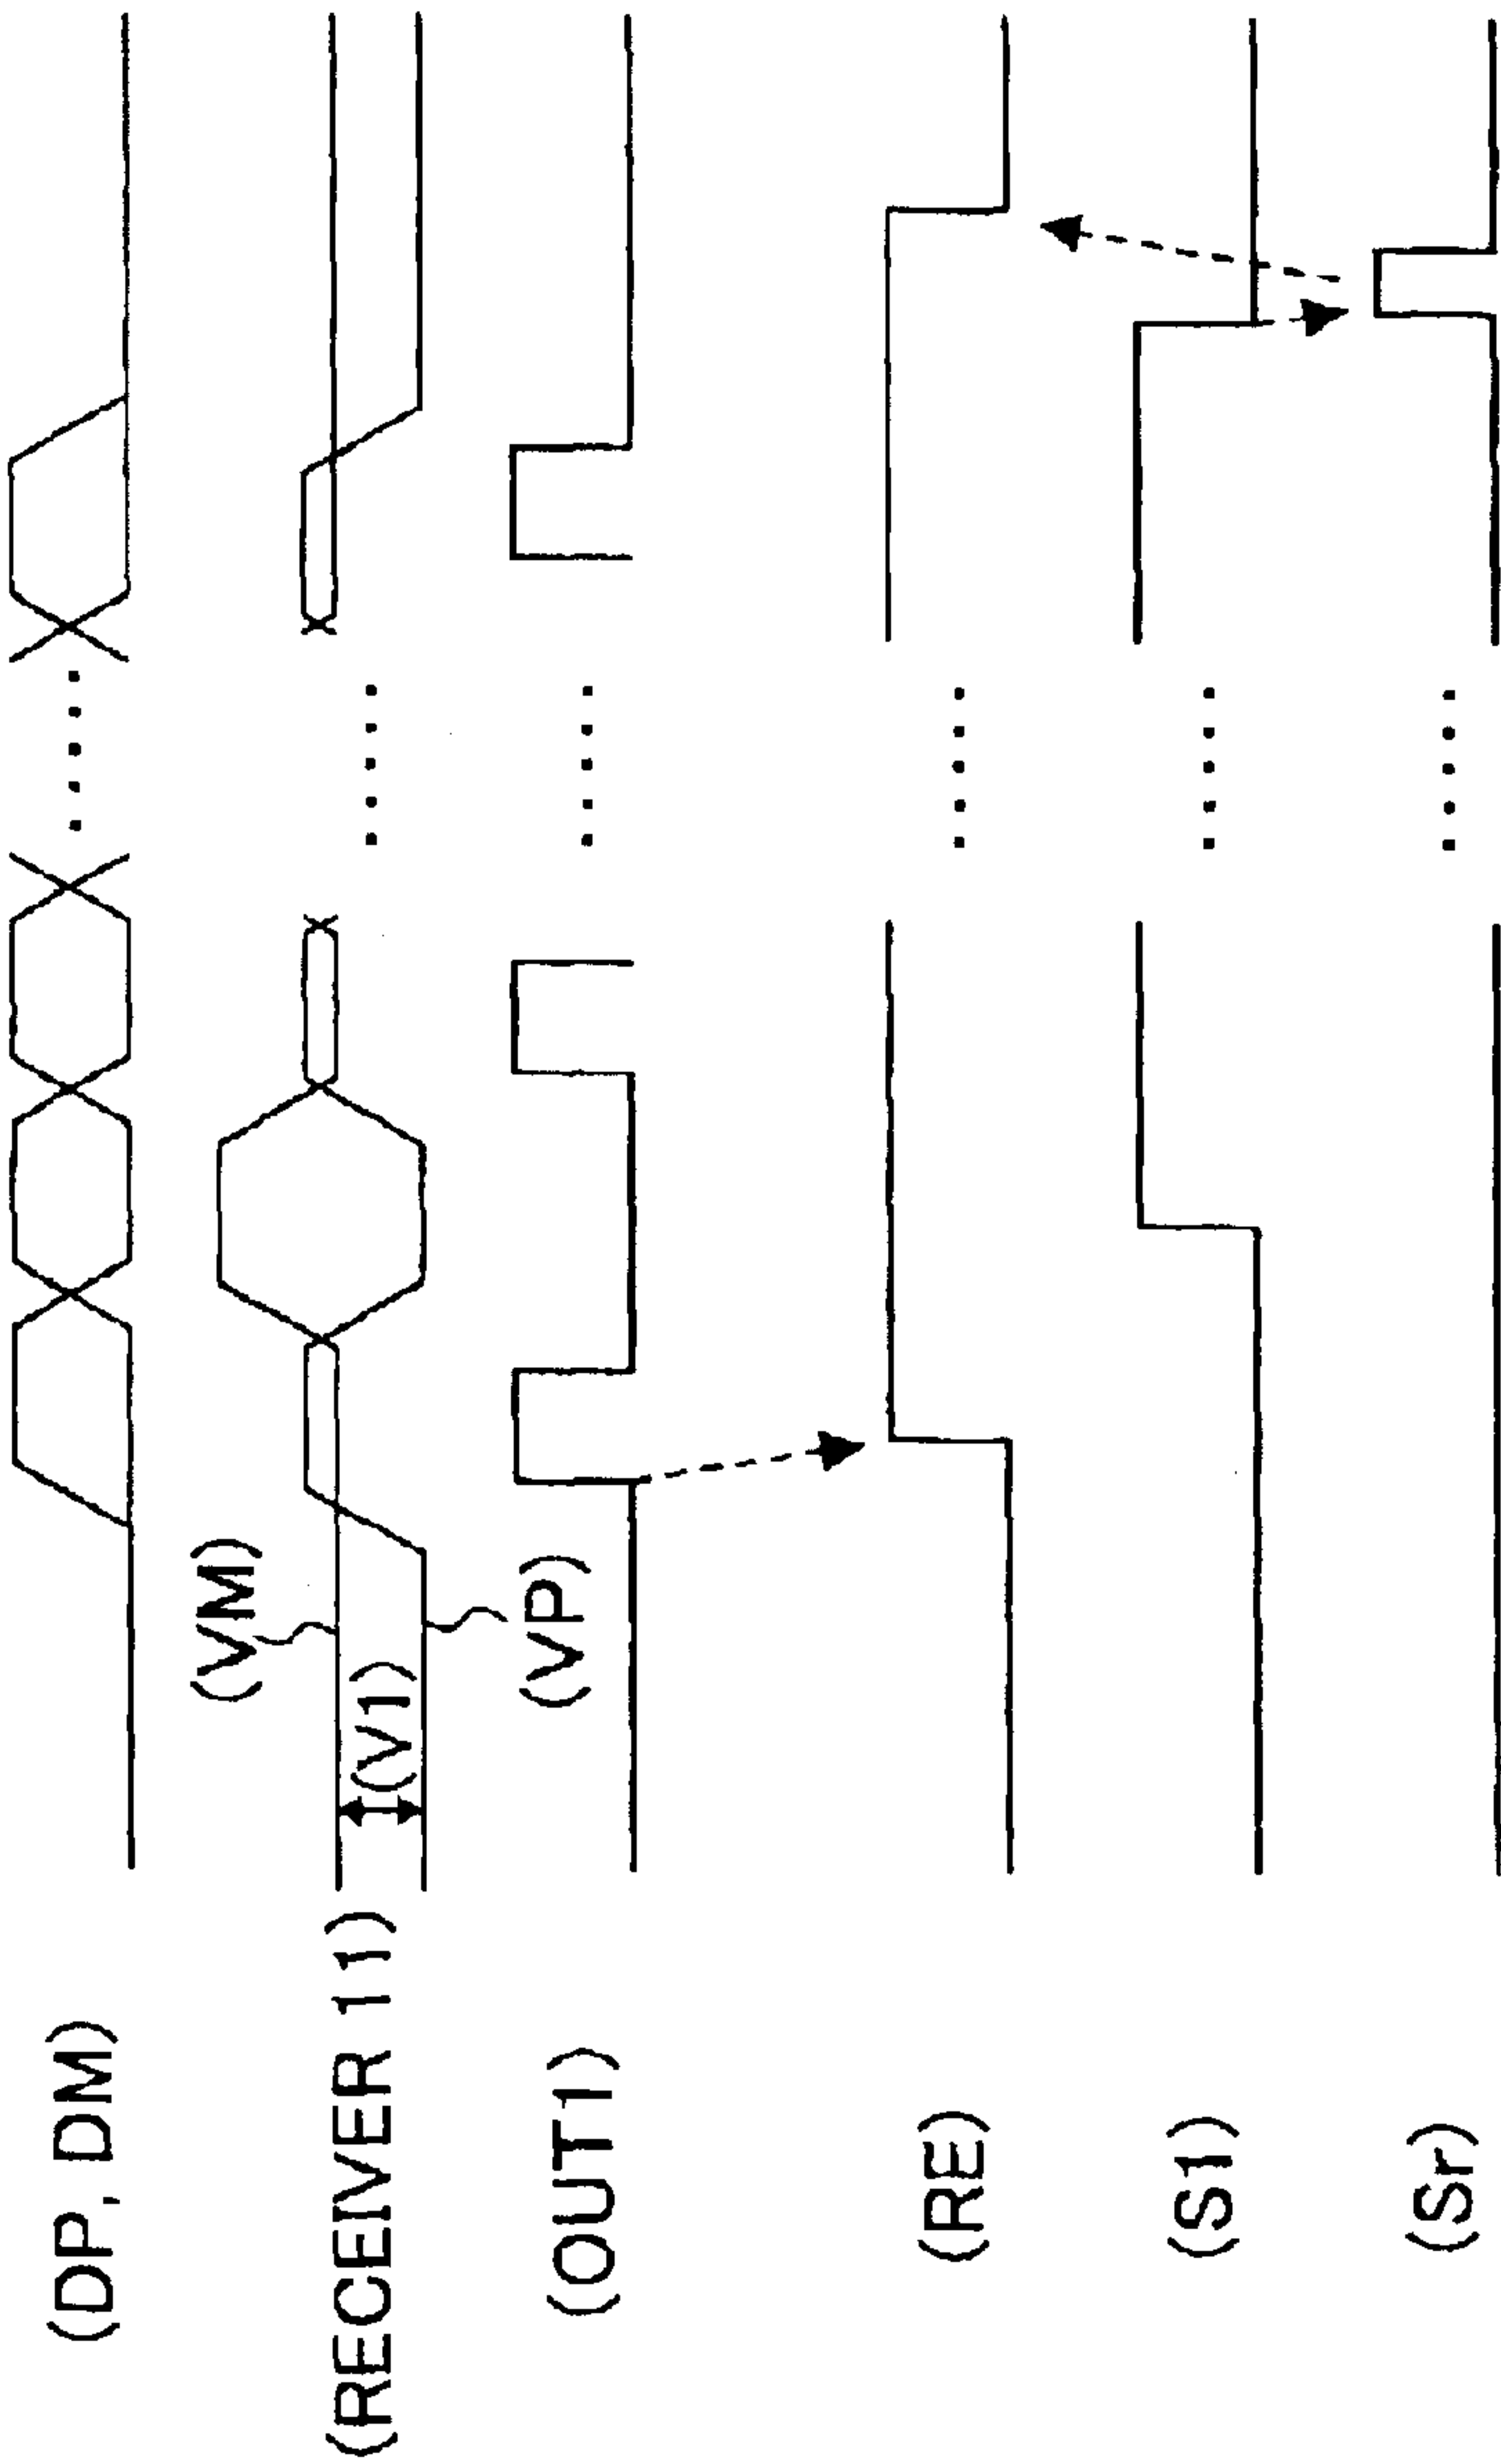 (DP, DM)
(RECEIVER 11)
(VM)
(V1)
(VP)
(OUT1)
(RE)
(S1)
(Sr)